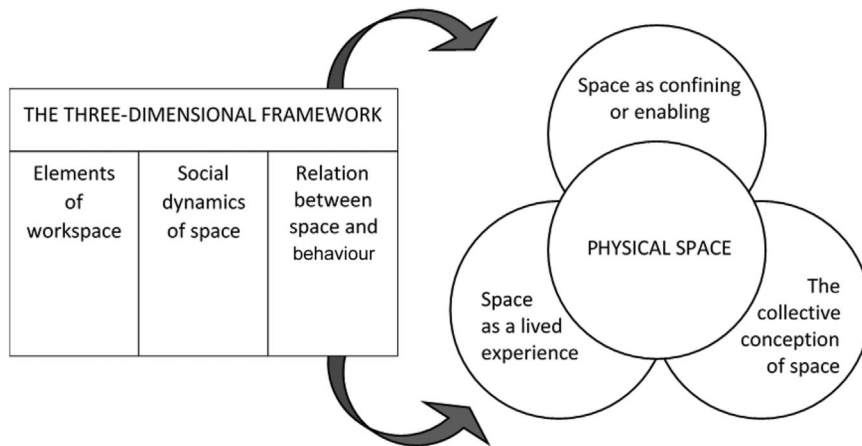 THE THREE-DIMENSIONAL FRAMEWORK
Elements
of
workspace
Social
dynamics
of space
Relation
between
space and
behaviour
Space as confining
or enabling
PHYSICAL SPACE
Space
as a lived
experience
The
collective
conception
of space